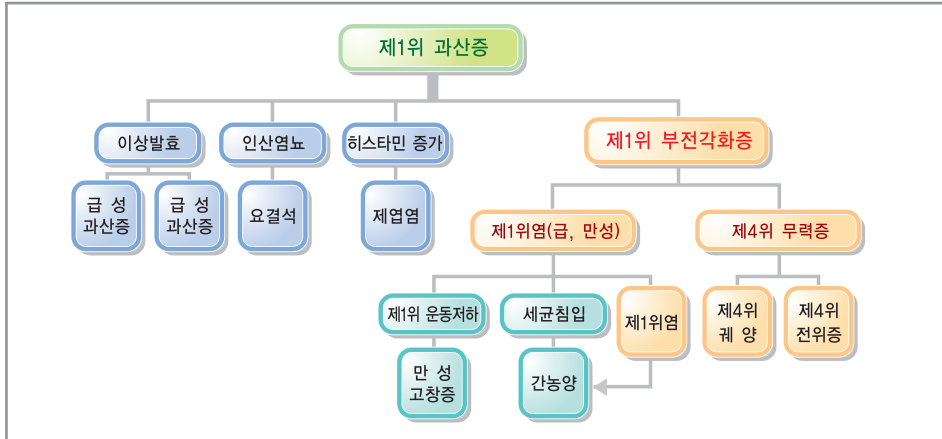 제1위 과산증
이상발효
인산염뇨
히스타민 증가
제1위 부전각화증
급 성
과산증
급 성
과산증
요결석
제엽염
제1위염(급, 만성)
제4위 무력증
제1위 운동저하
세균침입
제1위염
제4위
궤 양
제4위
전위증
만 성
고창증
간농양